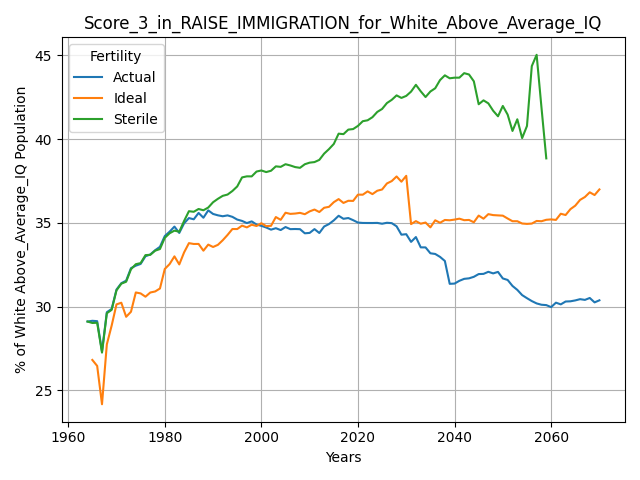 Score_3_in_RAISE_IMMIGRATION_for_White_Above_Average_IQ
% of White Above_Average_IQ Population
45
40
35
30
25
Fertility
Actual
Ideal
Sterile
1960
1980
2000
2020
2040
2060
Years